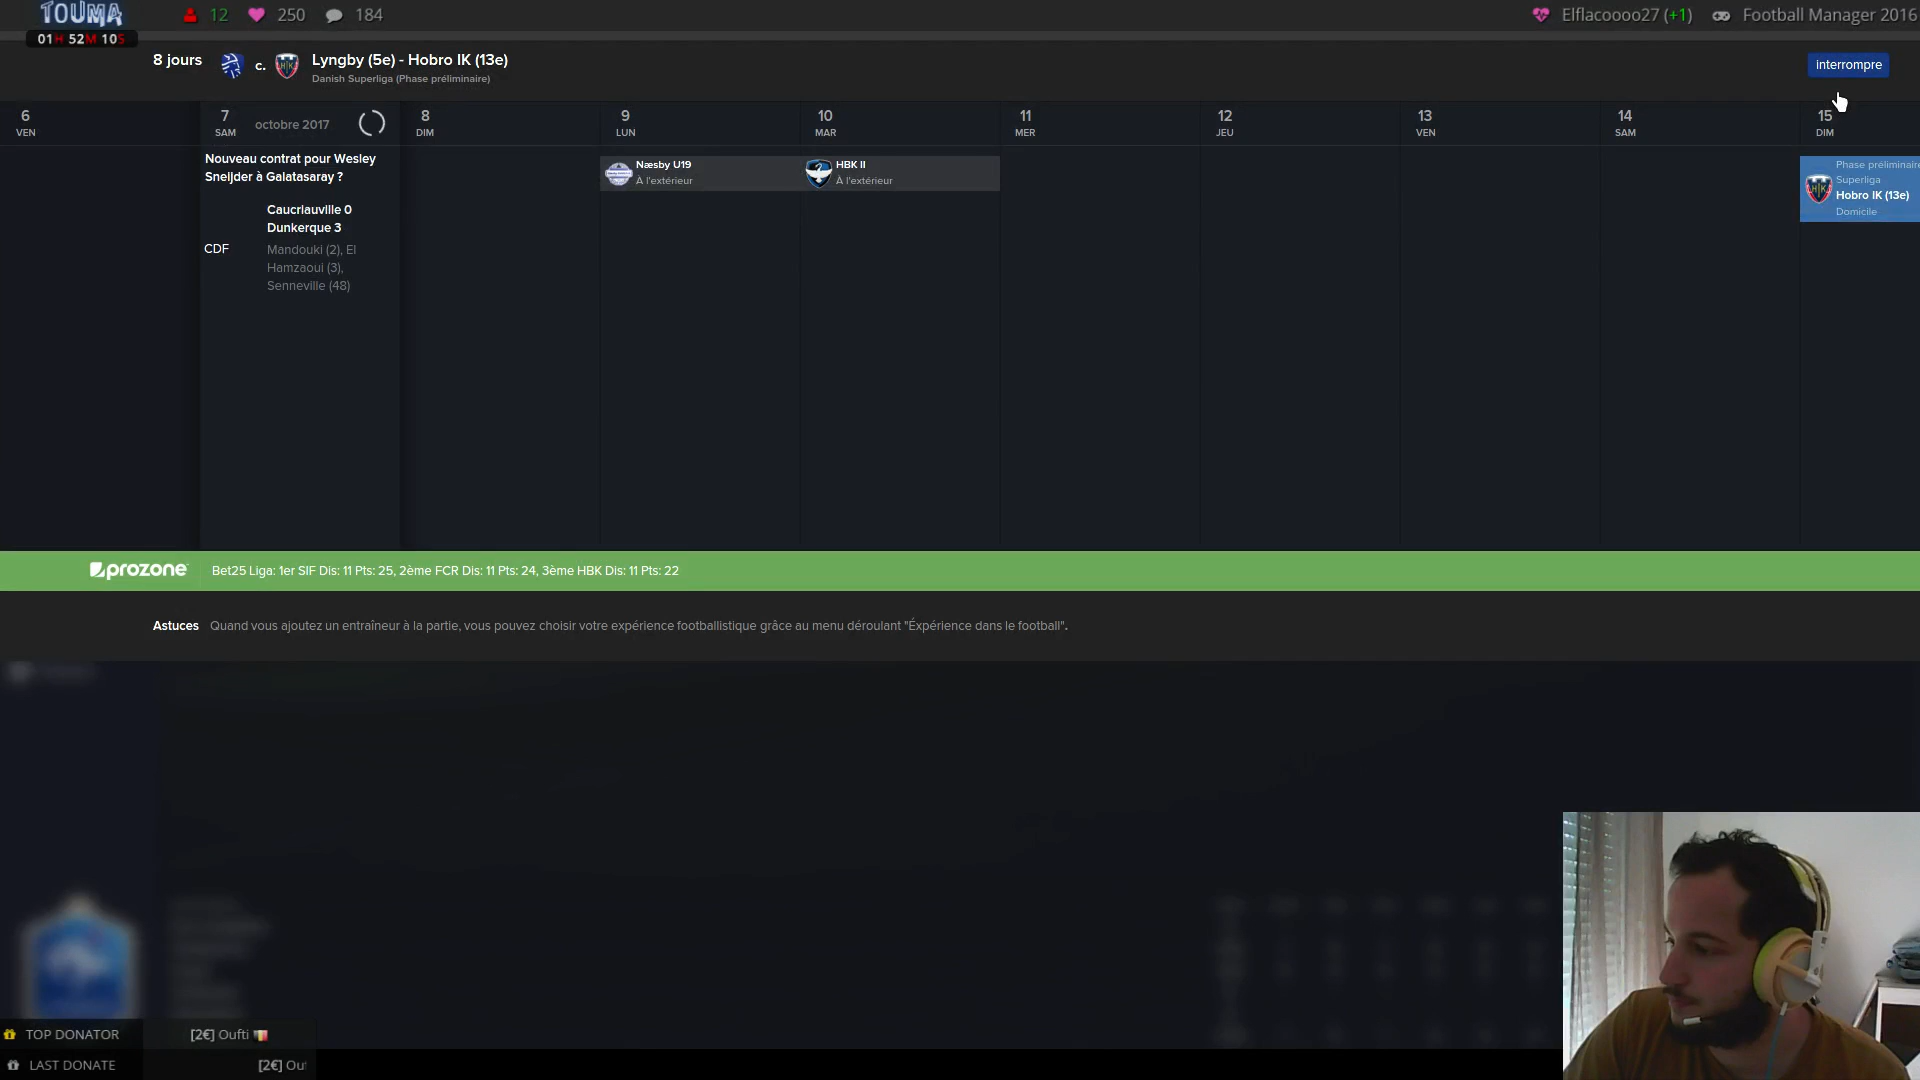 TOUMA
12
250
184
Elflacoooo27 (+1)
Football Manager 2016
01H 52M 10S
8 jours
c.
Lyngby (5e) - Hobro IK (13e)
Danish Superliga (Phase préliminaire)
interrompre
6
VEN
7
SAM
octobre 2017
8
DIM
9
LUN
10
MAR
11
MER
12
JEU
13
VEN
14
SAM
15
DIM
Nouveau contrat pour Wesley
Sneijder à Galatasaray ?
Caucriauville 0
Dunkerque 3
CDF
Mandouki (2), El
Hamzaoui (3),
Senneville (48)
Næsby U19
À l'extérieur
HBK II
À l'extérieur
Phase préliminaire
Superliga
Hobro IK (13e)
Domicile
prozone
Bet25 Liga: 1er SIF Dis: 11 Pts: 25, 2ème FCR Dis: 11 Pts: 24, 3ème HBK Dis: 11 Pts: 22
Astuces
Quand vous ajoutez un entraîneur à la partie, vous pouvez choisir votre expérience footballistique grâce au menu déroulant "Expérience dans le football".
TOP DONATOR
[2€] Oufti
LAST DONATE
[2€] Ou